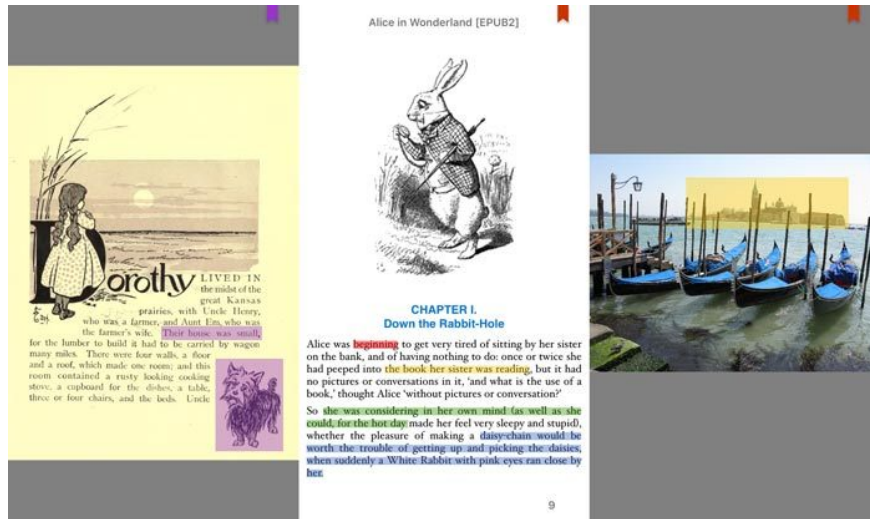 Dorothy LIVED IN
the midst of the
great Kansas
prairies, with Uncle Henry,
who was a farmer, and Aunt Em, who was
the farmer's wife. Their house was small,
for the lumber to build it had to be carried by wagon
many miles. There were four walls, a floor
and a roof, which made one room; and this
room contained a rusty looking cooking
stove, a cupboard for the dishes, a table,
three or four chairs, and the beds. Uncle
Alice in Wonderland [EPUB2]
CHAPTER I.
Down the Rabbit-Hole
Alice was beginning to get very tired of sitting by her sister
on the bank, and of having nothing to do: once or twice she
had peeped into the book her sister was reading, but it had
no pictures or conversations in it, ‘and what is the use of a
book,’ thought Alice ‘without pictures or conversation?’
So she was considering in her own mind (as well as she
could, for the hot day made her feel very sleepy and stupid),
whether the pleasure of making a daisy-chain would be
worth the trouble of getting up and picking the daisies,
when suddenly a White Rabbit with pink eyes ran close by
her.
9